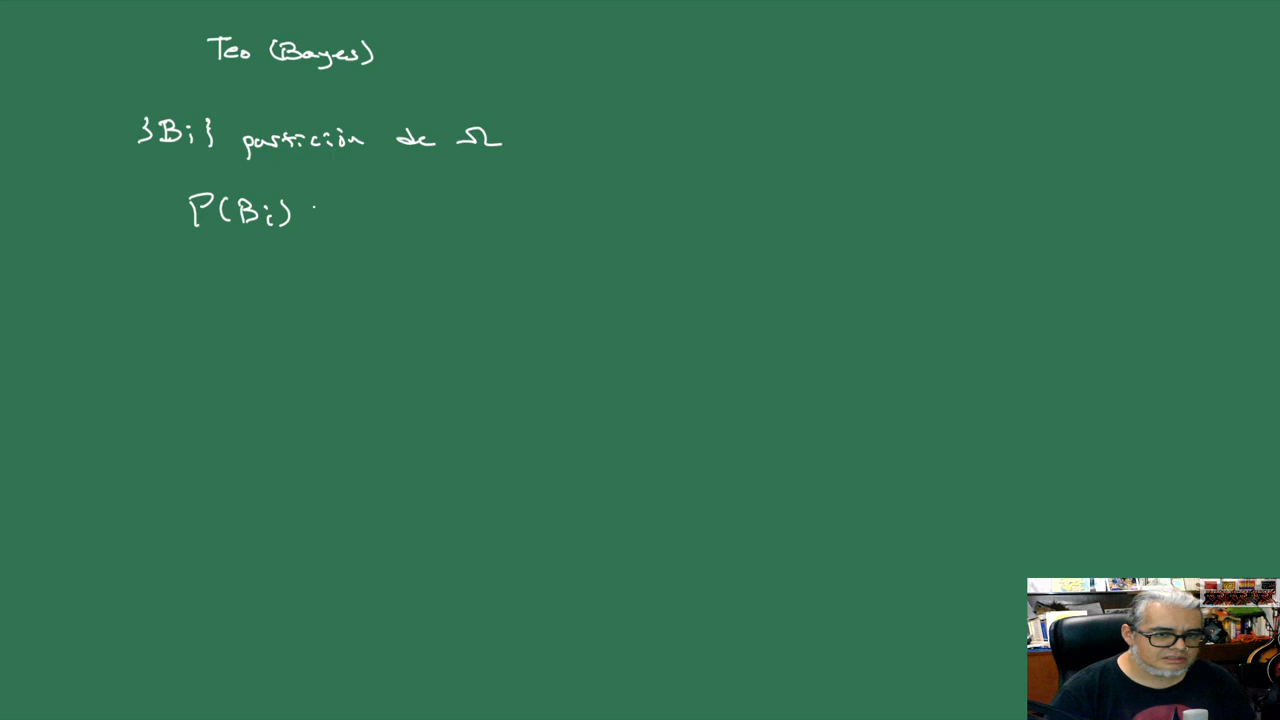 Teo (Bayes)
{Bi} partición de Ω
P(Bi)